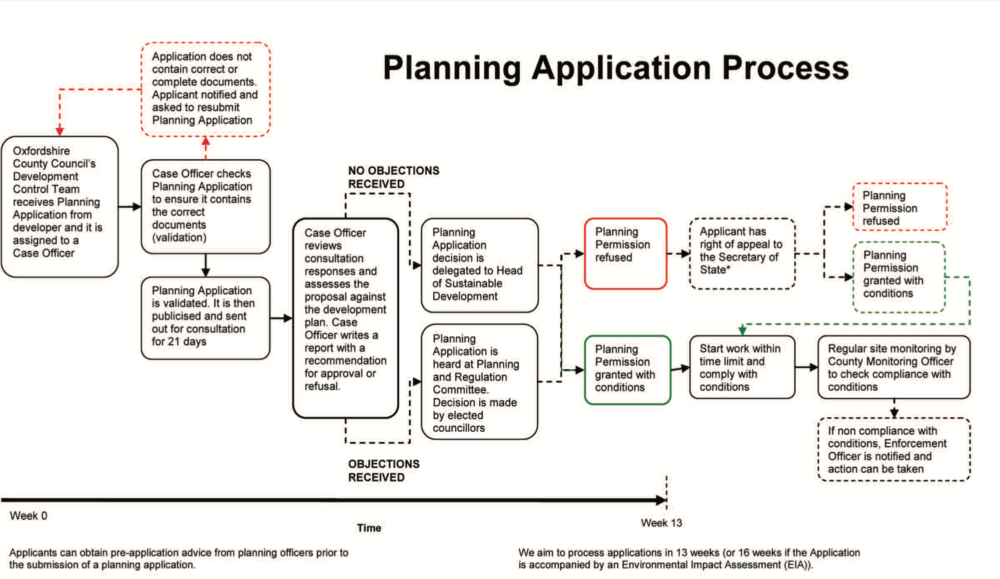 Planning Application Process
Application does not
contain correct or
complete documents.
Applicant notified and
asked to resubmit
Planning Application
Oxfordshire
County Council's
Development
Control Team
receives Planning
Application from
developer and it is
assigned to a
Case Officer
Case Officer checks
Planning Application
to ensure it contains
the correct
documents
(validation)
Planning Application
is validated. It is then
publicised and sent
out for consultation
for 21 days
Case Officer
reviews
consultation
responses and
assesses the
proposal against
the development
plan. Case
Officer writes a
report with a
recommendation
for approval or
refusal.
NO OBJECTIONS
RECEIVED
OBJECTIONS
RECEIVED
Planning
Application
decision is
delegated to Head
of Sustainable
Development
Planning
Application is
heard at Planning
and Regulation
Committee.
Decision is made
by elected
councillors
Planning
Permission
refused
Planning
Permission
granted with
conditions
Applicant has
right of appeal to
the Secretary of
State*
Planning
Permission
refused
Planning
Permission
granted with
conditions
Start work within
time limit and
comply with
conditions
Regular site monitoring by
County Monitoring Officer
to check compliance with
conditions
If non compliance with
conditions, Enforcement
Officer is notified and
action can be taken
Week 0
Time
Week 13
Applicants can obtain pre-application advice from planning officers prior to
the submission of a planning application.
We aim to process applications in 13 weeks (or 16 weeks if the Application
is accompanied by an Environmental Impact Assessment (EIA)).